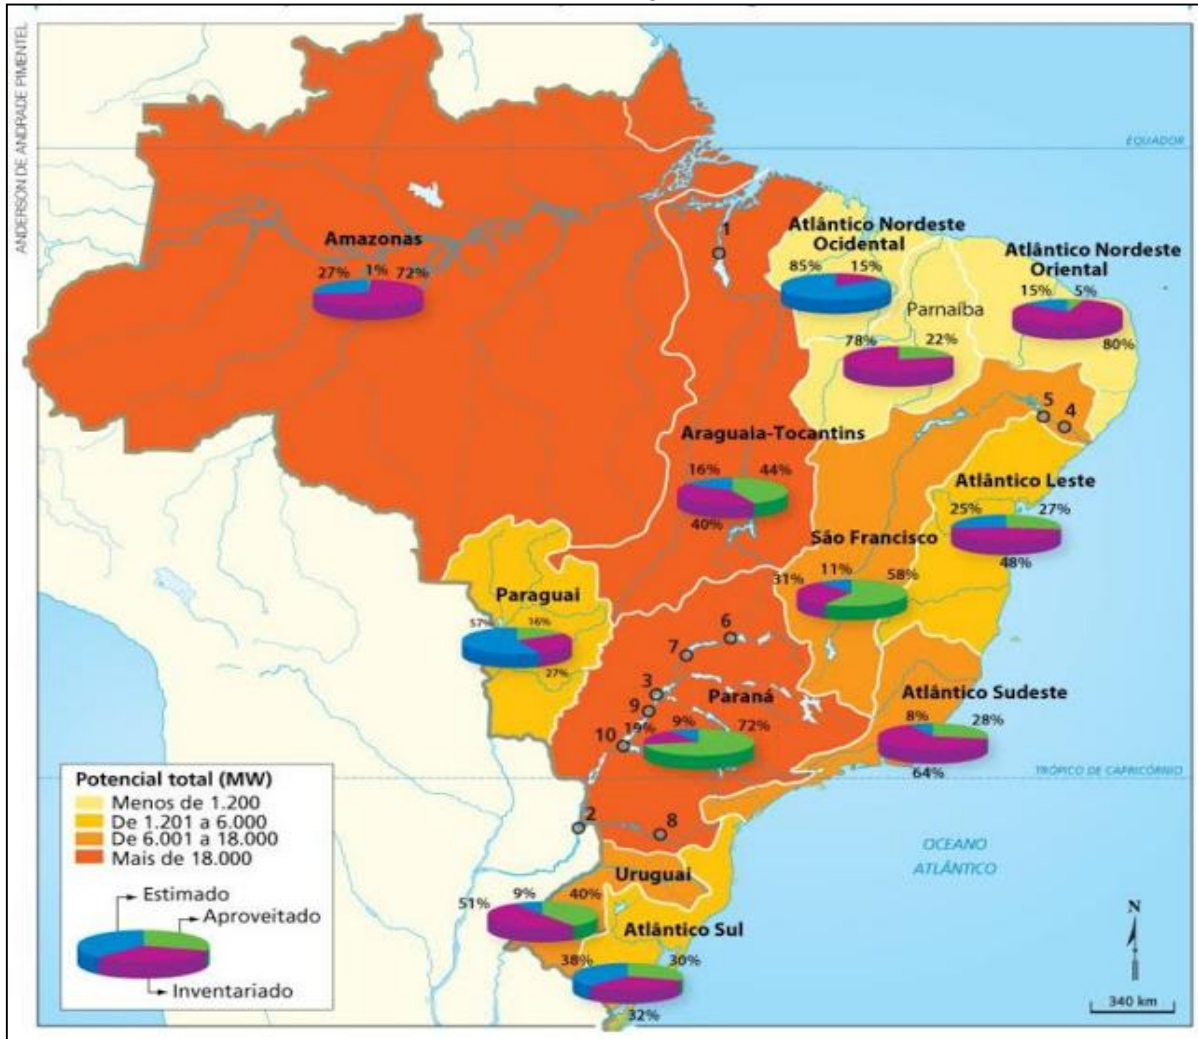 ANDERSON DE ANDRADE PIMENTEL
EQUADOR
Amazonas
27% 1% 72%
1
Atlântico Nordeste
Ocidental
85% 15%
Atlântico Nordeste
Oriental
15% 5%
80%
Parnaíba
78% 22%
5
4
Araguaia-Tocantins
16% 44%
40%
Atlântico Leste
25% 27%
48%
São Francisco
31% 11% 58%
Paraguai
57% 16%
27%
6
7
3
9
10
Paraná
19% 9% 72%
Atlântico Sudeste
8% 28%
64%
TRÓPICO DE CAPRICÓRNIO
2
8
Uruguai
51% 9% 40%
Atlântico Sul
38% 30%
32%
OCEANO
ATLÂNTICO
N
340 km
Potencial total (MW)
Menos de 1.200
De 1.201 a 6.000
De 6.001 a 18.000
Mais de 18.000
Estimado
Aproveitado
Inventariado